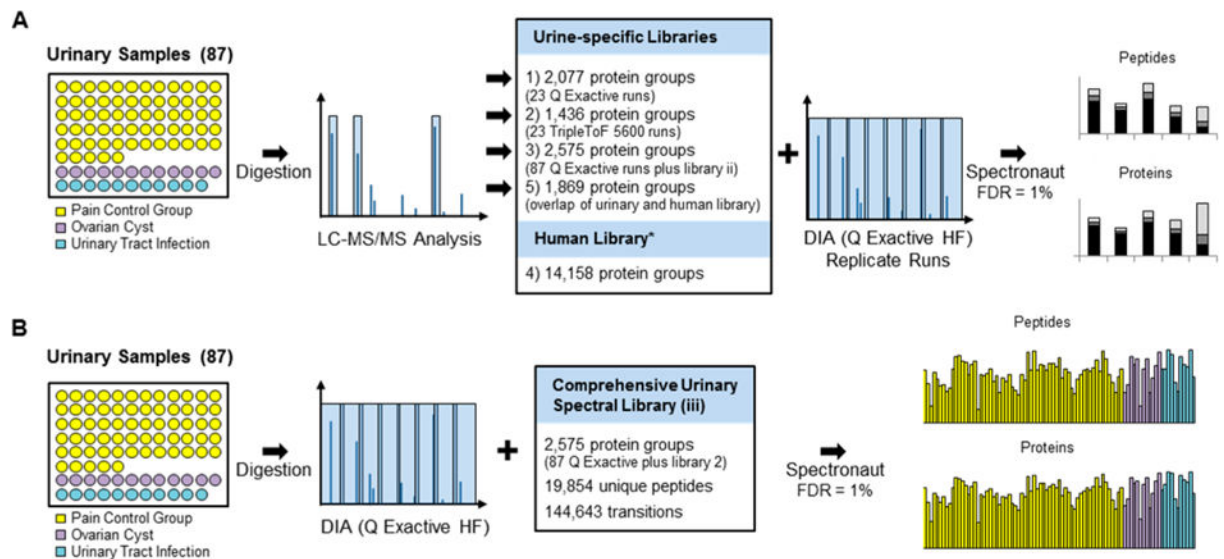 A
Urinary Samples (87)
Pain Control Group
Ovarian Cyst
Urinary Tract Infection
Digestion
LC-MS/MS Analysis
Urine-specific Libraries
1) 2,077 protein groups
(23 Q Exactive runs)
2) 1,436 protein groups
(23 TripleToF 5600 runs)
3) 2,575 protein groups
(87 Q Exactive runs plus library ii)
5) 1,869 protein groups
(overlap of urinary and human library)
Human Library*
4) 14,158 protein groups
+
DIA (Q Exactive HF)
Replicate Runs
Spectronaut
FDR = 1%
Peptides
Proteins
B
Urinary Samples (87)
Pain Control Group
Ovarian Cyst
Urinary Tract Infection
Digestion
DIA (Q Exactive HF)
+
Comprehensive Urinary
Spectral Library (iii)
2,575 protein groups
(87 Q Exactive plus library 2)
19,854 unique peptides
144,643 transitions
Spectronaut
FDR = 1%
Peptides
Proteins